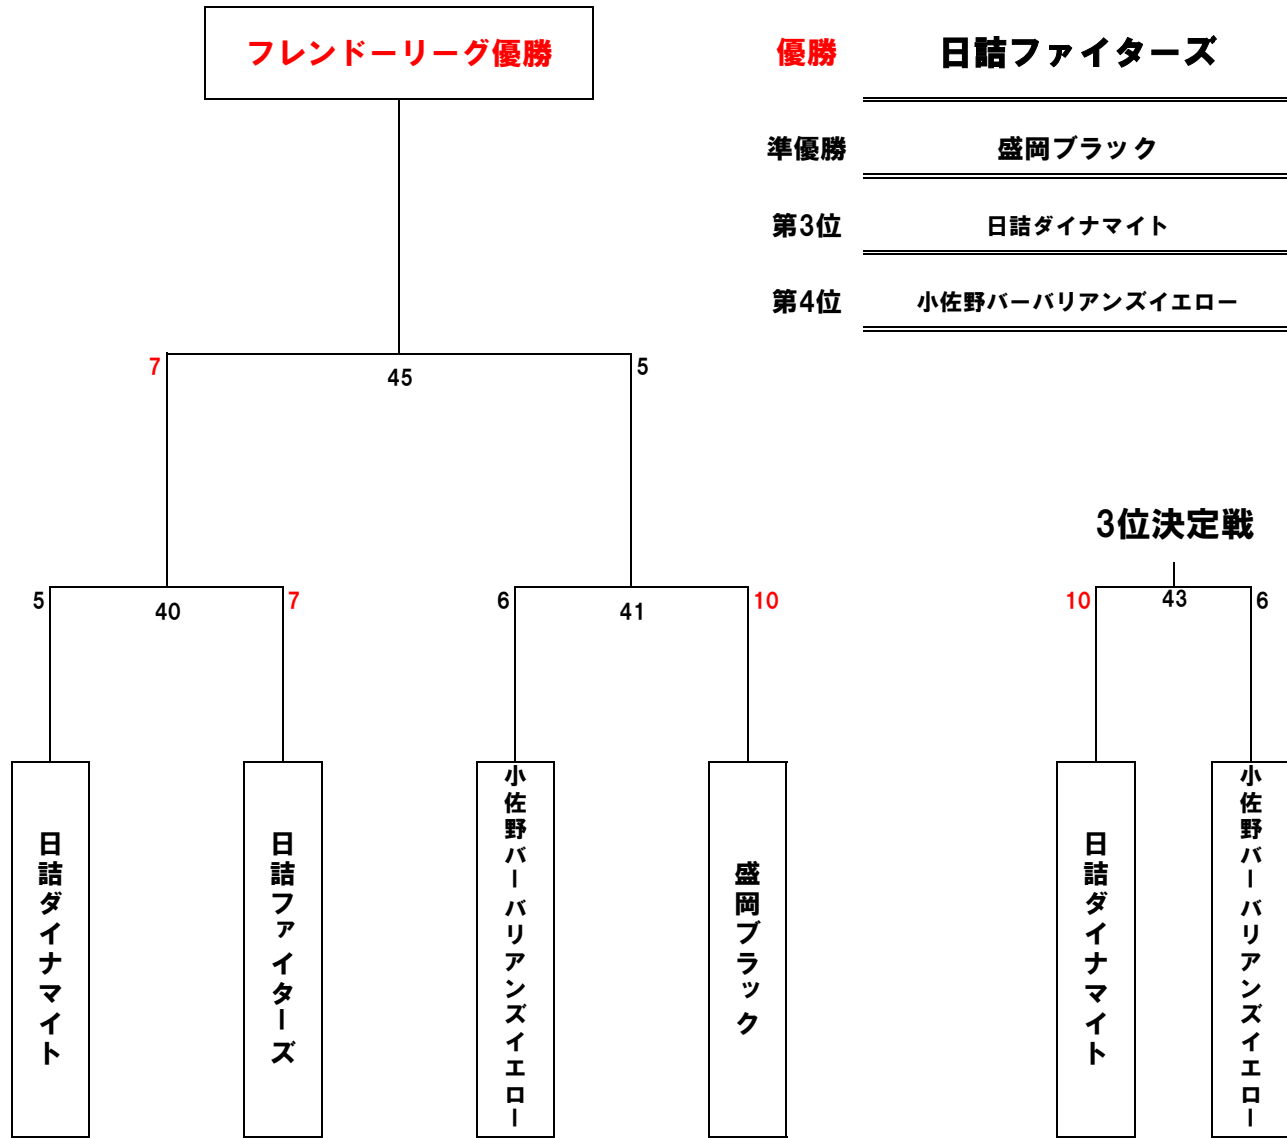 フレンドーリーグ優勝
優勝 日詰ファイターズ
準優勝 盛岡ブラック
第3位 日詰ダイナマイト
第4位 小佐野バーバリアンズイエロー
7
45
5
3位決定戦
5
40
7
6
41
10
10
43
6
日詰ダイナマイト
日詰ファイターズ
小佐野バーバリアンズイエロー
盛岡ブラック
日詰ダイナマイト
小佐野バーバリアンズイエロー